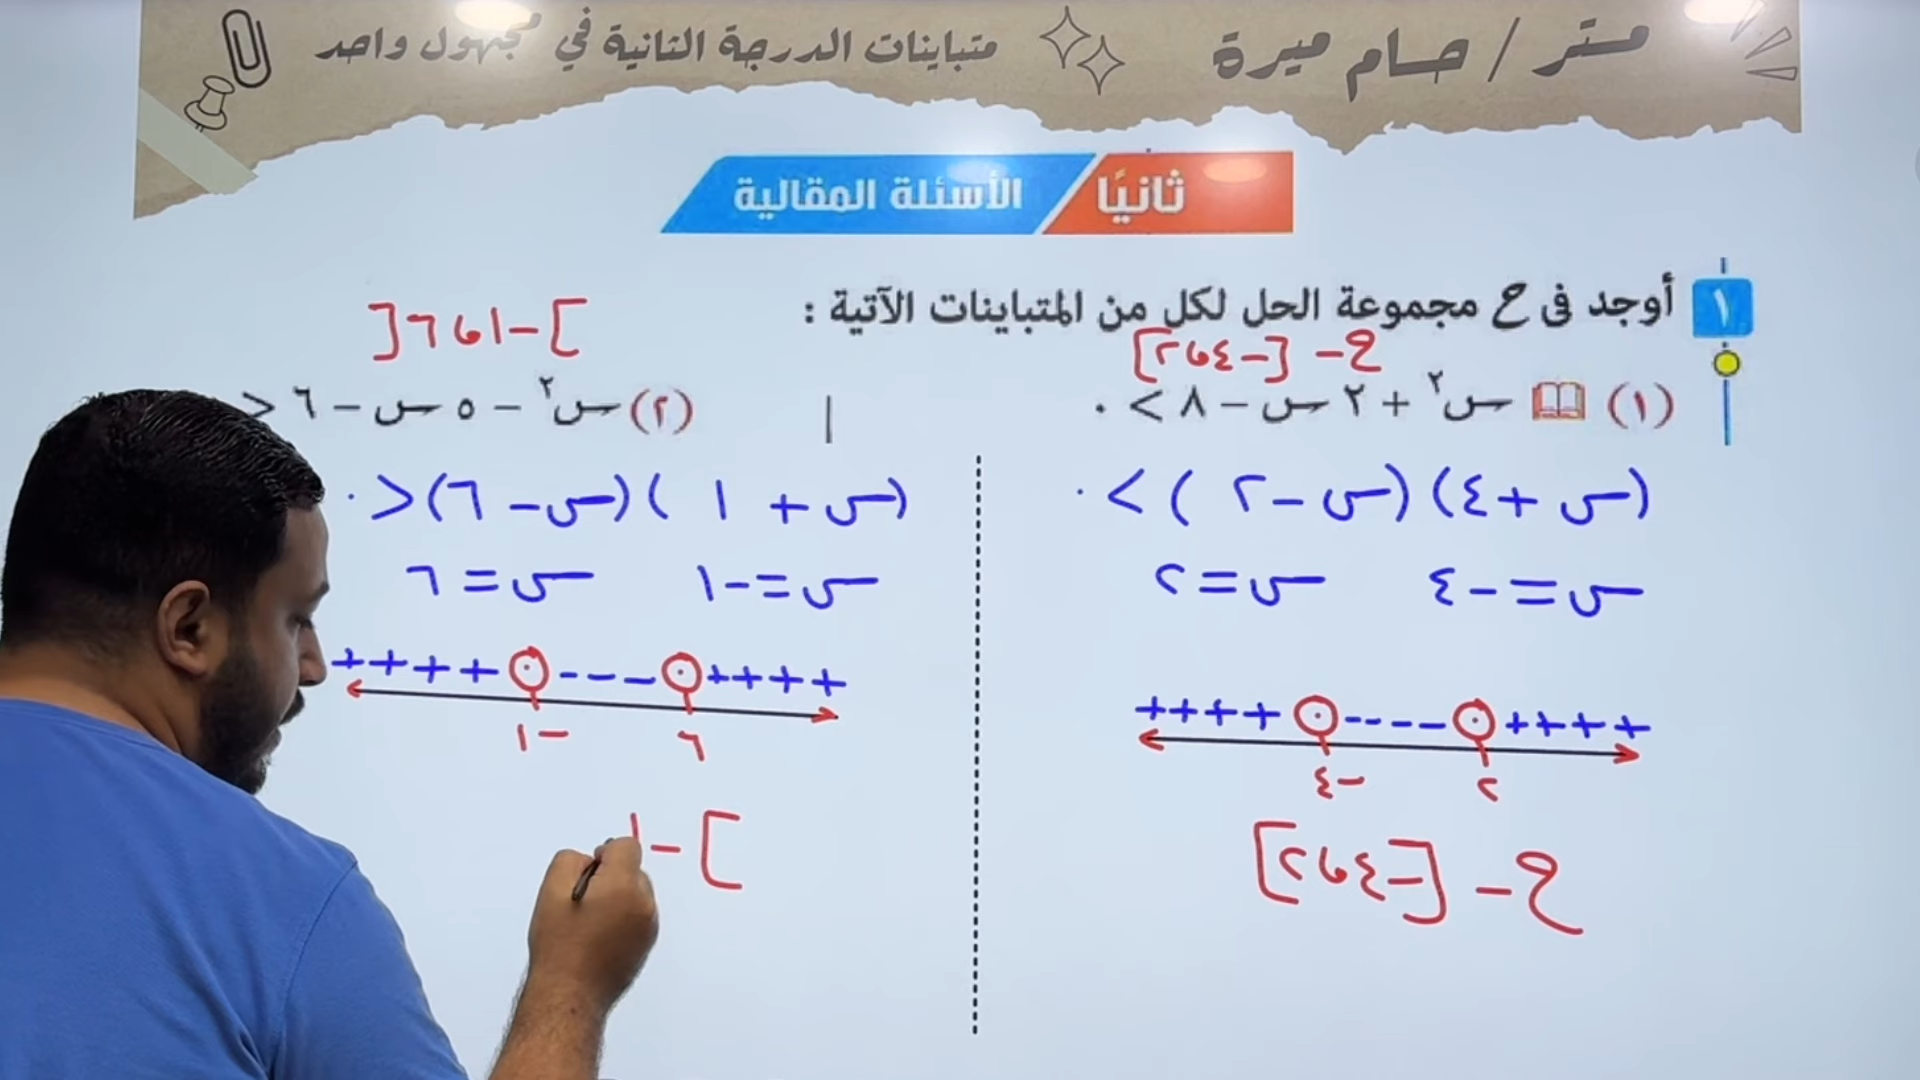 مستر / حسام ميرة
متباينات الدرجة الثانية في مجهول واحد
ثانيًا الأسئلة المقالية
١ أوجد فى ح مجموعة الحل لكل من المتباينات الآتية :
ح - [-٤، ٢]
(١) س² + ٢ س - ٨ > ٠
(س + ٤) (س - ٢) > ٠
س = -٤ س = ٢
++++ ⊙ ---- ⊙ ++++
-٤ ٢
ح - [-٤، ٢]
]-١، ٦[
(٢) س² - ٥ س - ٦ <
(س + ١) (س - ٦) < ٠
س = -١ س = ٦
++++ ⊙ --- ⊙ ++++
-١ ٦
]-١